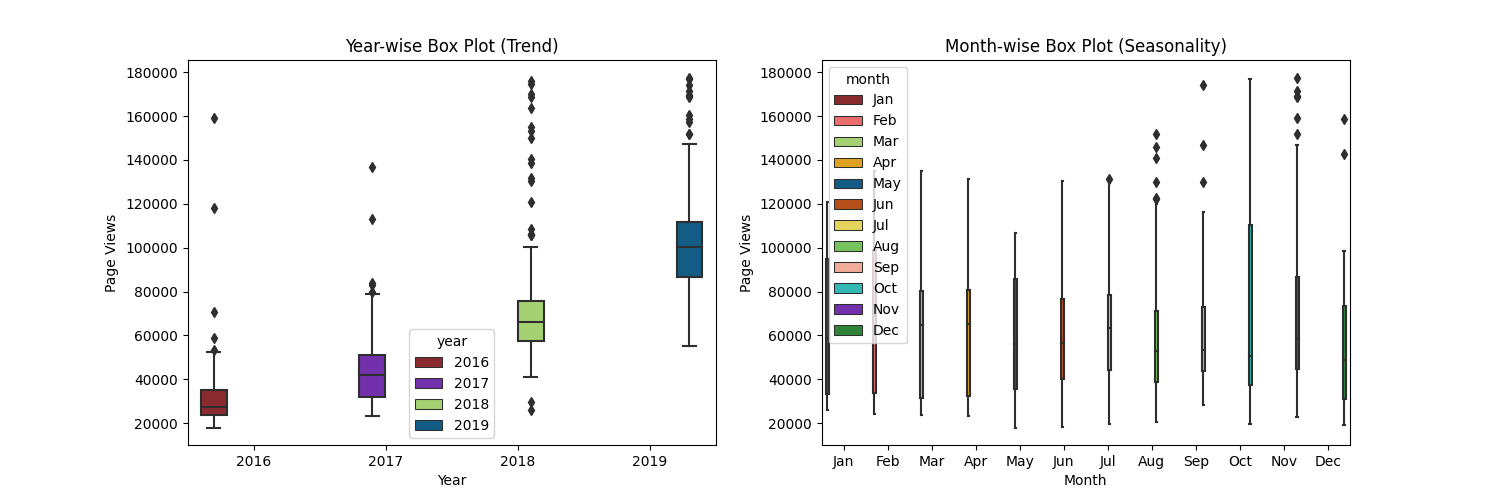 Year-wise Box Plot (Trend)
Page Views
180000
160000
140000
120000
100000
80000
60000
40000
20000
year
2016
2017
2018
2019
2016
2017
2018
2019
Year
Month-wise Box Plot (Seasonality)
Page Views
180000
160000
140000
120000
100000
80000
60000
40000
20000
month
Jan
Feb
Mar
Apr
May
Jun
Jul
Aug
Sep
Oct
Nov
Dec
Jan
Feb
Mar
Apr
May
Jun
Jul
Aug
Sep
Oct
Nov
Dec
Month